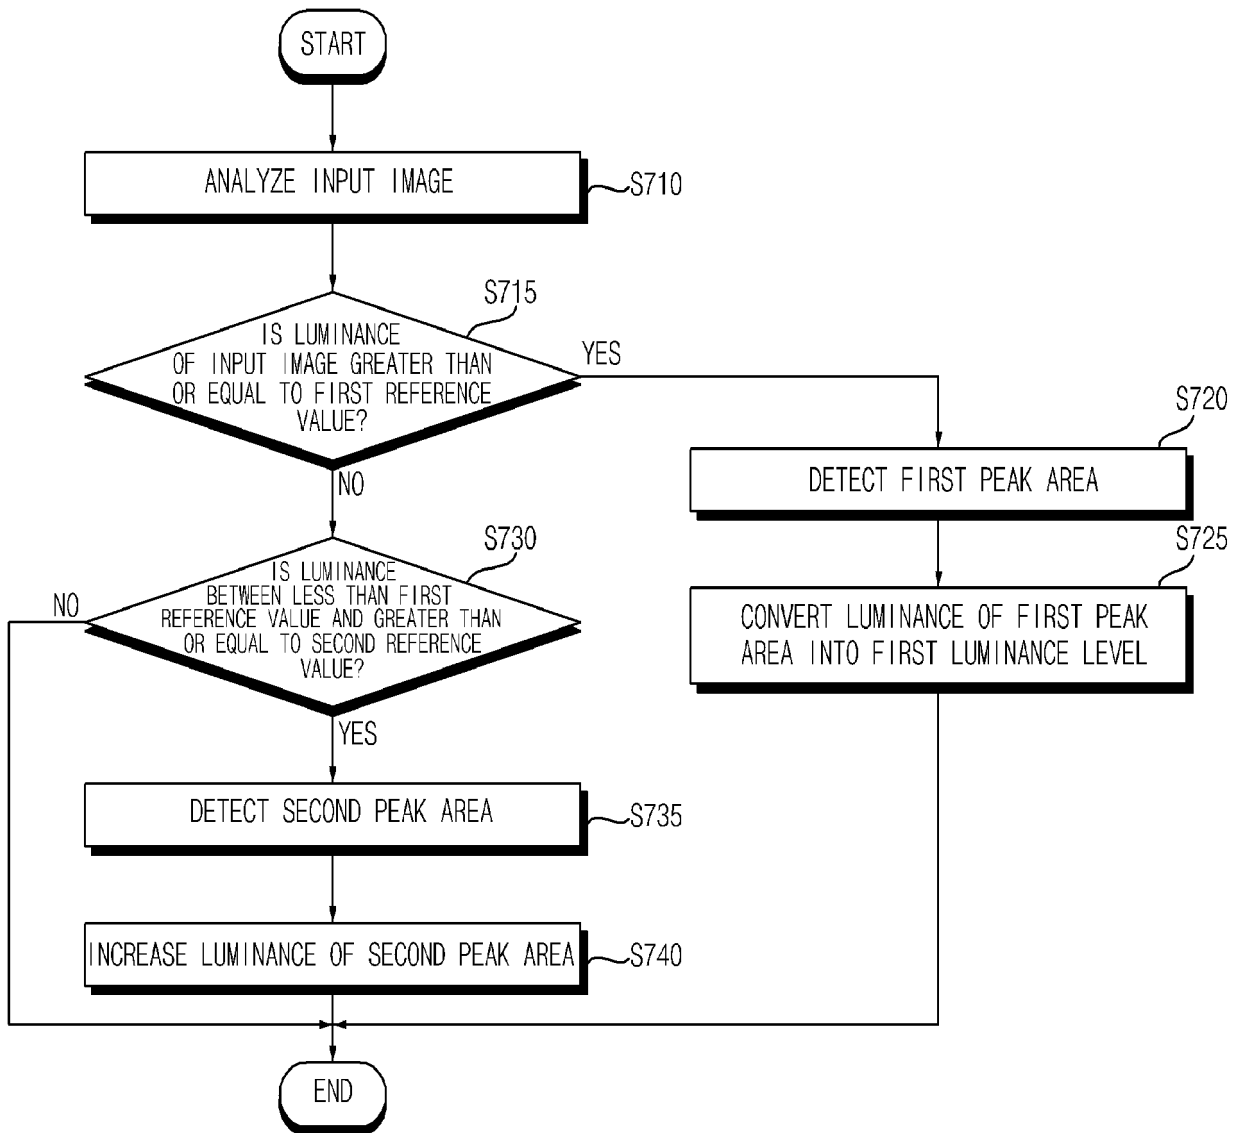 START
ANALYZE INPUT IMAGE
S710
S715
IS LUMINANCE
OF INPUT IMAGE GREATER THAN
OR EQUAL TO FIRST REFERENCE
VALUE?
YES
NO
S720
DETECT FIRST PEAK AREA
S725
CONVERT LUMINANCE OF FIRST PEAK
AREA INTO FIRST LUMINANCE LEVEL
S730
IS LUMINANCE
BETWEEN LESS THAN FIRST
REFERENCE VALUE AND GREATER THAN
OR EQUAL TO SECOND REFERENCE
VALUE?
NO
YES
DETECT SECOND PEAK AREA
S735
INCREASE LUMINANCE OF SECOND PEAK AREA
S740
END